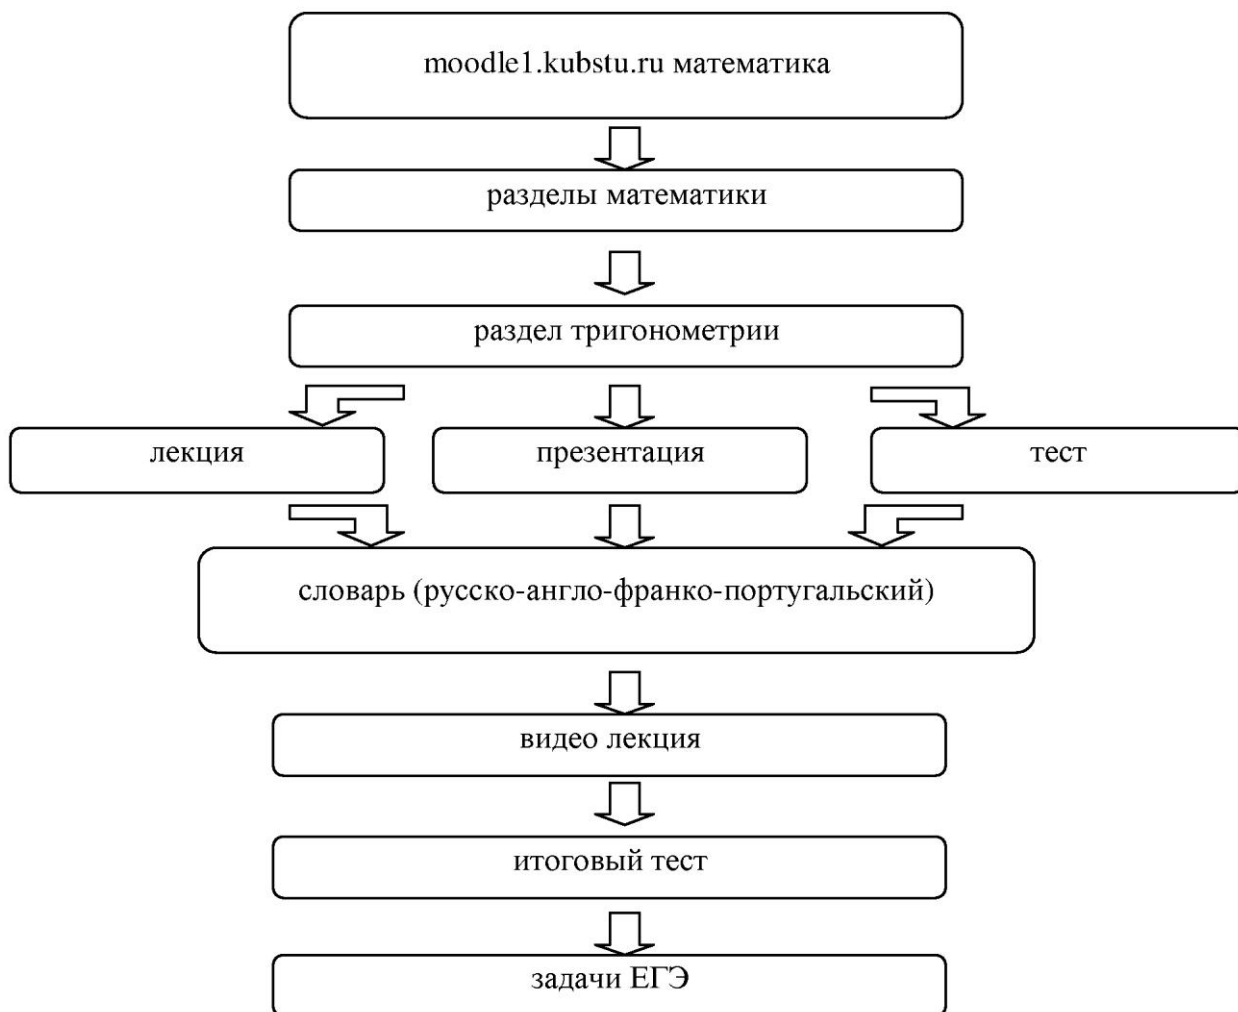 moodle1.kubstu.ru математика
разделы математики
раздел тригонометрии
лекция
презентация
тест
словарь (русско-англо-франко-португальский)
видео лекция
итоговый тест
задачи ЕГЭ